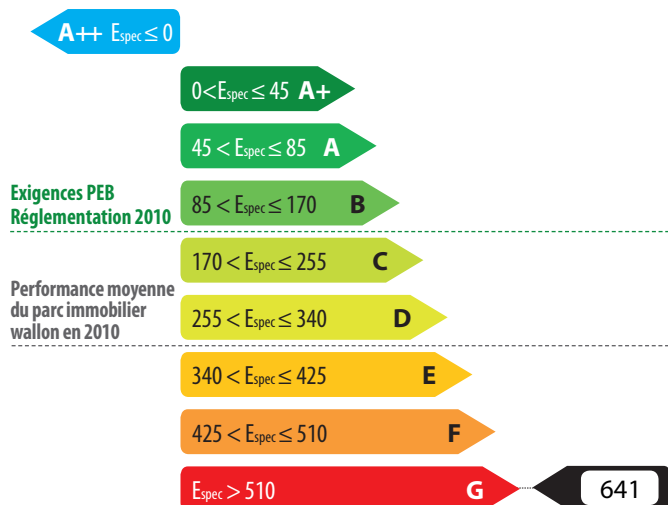 A++ Espec ≤ 0
0<Espec ≤ 45 A+
45 < Espec ≤ 85 A
Exigences PEB
Réglementation 2010
85 < Espec ≤ 170 B
170 < Espec ≤ 255 C
Performance moyenne
du parc immobilier
wallon en 2010
255 < Espec ≤ 340 D
340 < Espec ≤ 425 E
425 < Espec ≤ 510 F
Espec > 510 G 641